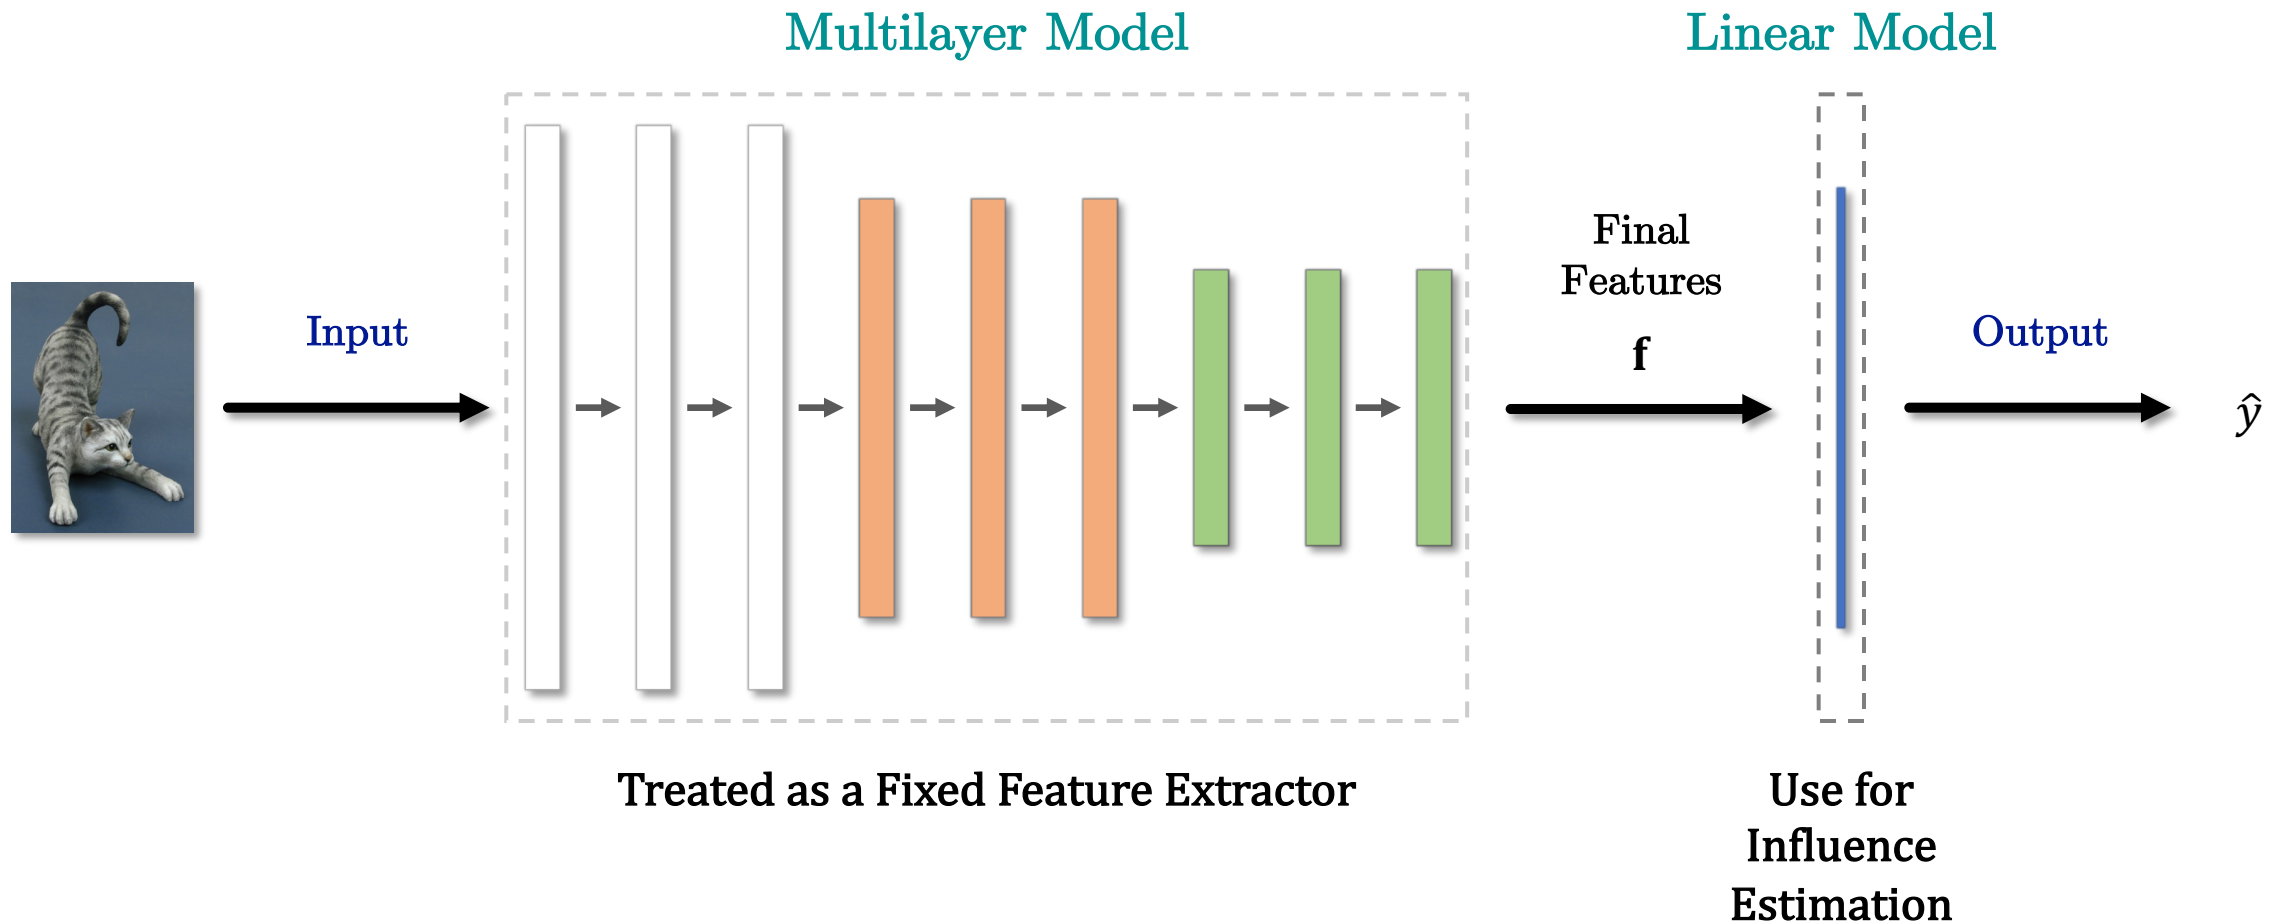 Multilayer Model
Linear Model
Input
Final
Features
f
Output
ŷ
Treated as a Fixed Feature Extractor
Use for
Influence
Estimation